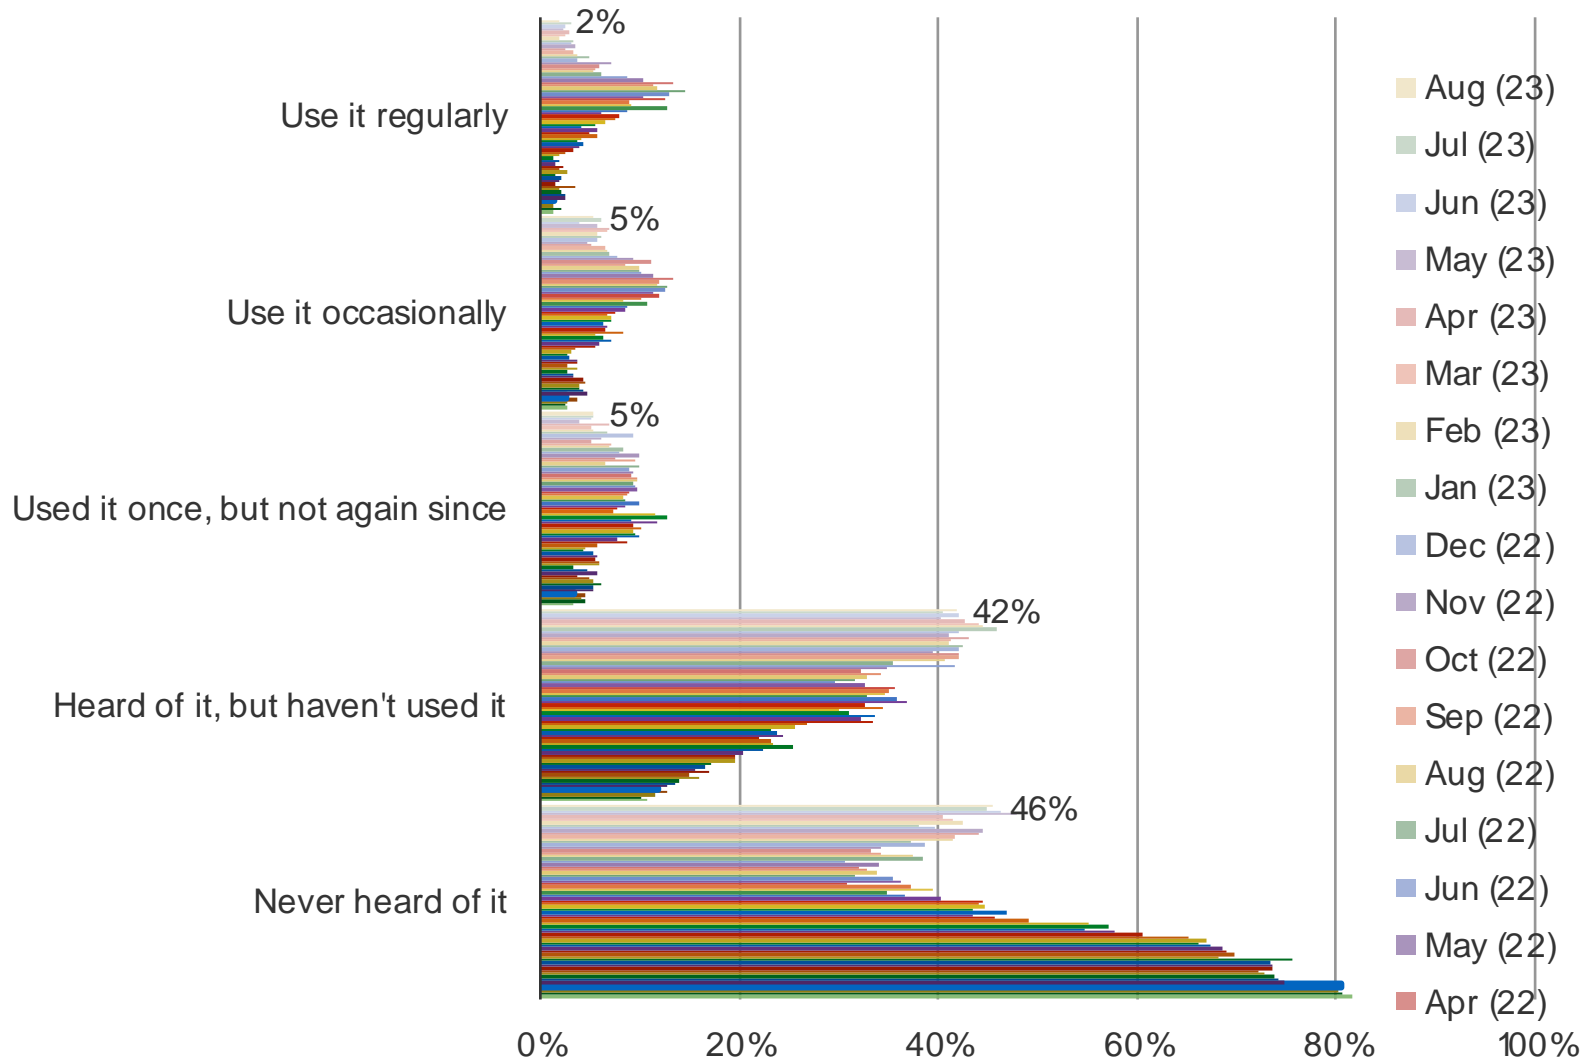 2%
Use it regularly
5%
Use it occasionally
5%
Used it once, but not again since
42%
Heard of it, but haven't used it
46%
Never heard of it
0%
20%
40%
60%
80%
100%
Aug (23)
Jul (23)
Jun (23)
May (23)
Apr (23)
Mar (23)
Feb (23)
Jan (23)
Dec (22)
Nov (22)
Oct (22)
Sep (22)
Aug (22)
Jul (22)
Jun (22)
May (22)
Apr (22)